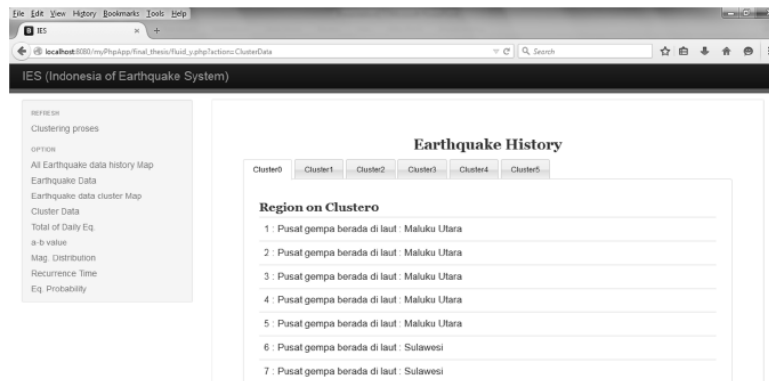 File Edit View History Bookmarks Tools Help
IES
localhost:8080/myPhpApp/final_thesis/fluid_y.php?action=ClusterData
Search
IES (Indonesia of Earthquake System)
REFRESH
Clustering proses
OPTION
All Earthquake data history Map
Earthquake Data
Earthquake data cluster Map
Cluster Data
Total of Daily Eq.
a-b value
Mag. Distribution
Recurrence Time
Eq. Probability
Earthquake History
Cluster0 Cluster1 Cluster2 Cluster3 Cluster4 Cluster5
Region on Cluster0
1 : Pusat gempa berada di laut : Maluku Utara
2 : Pusat gempa berada di laut : Maluku Utara
3 : Pusat gempa berada di laut : Maluku Utara
4 : Pusat gempa berada di laut : Maluku Utara
5 : Pusat gempa berada di laut : Maluku Utara
6 : Pusat gempa berada di laut : Sulawesi
7 : Pusat gempa berada di laut : Sulawesi